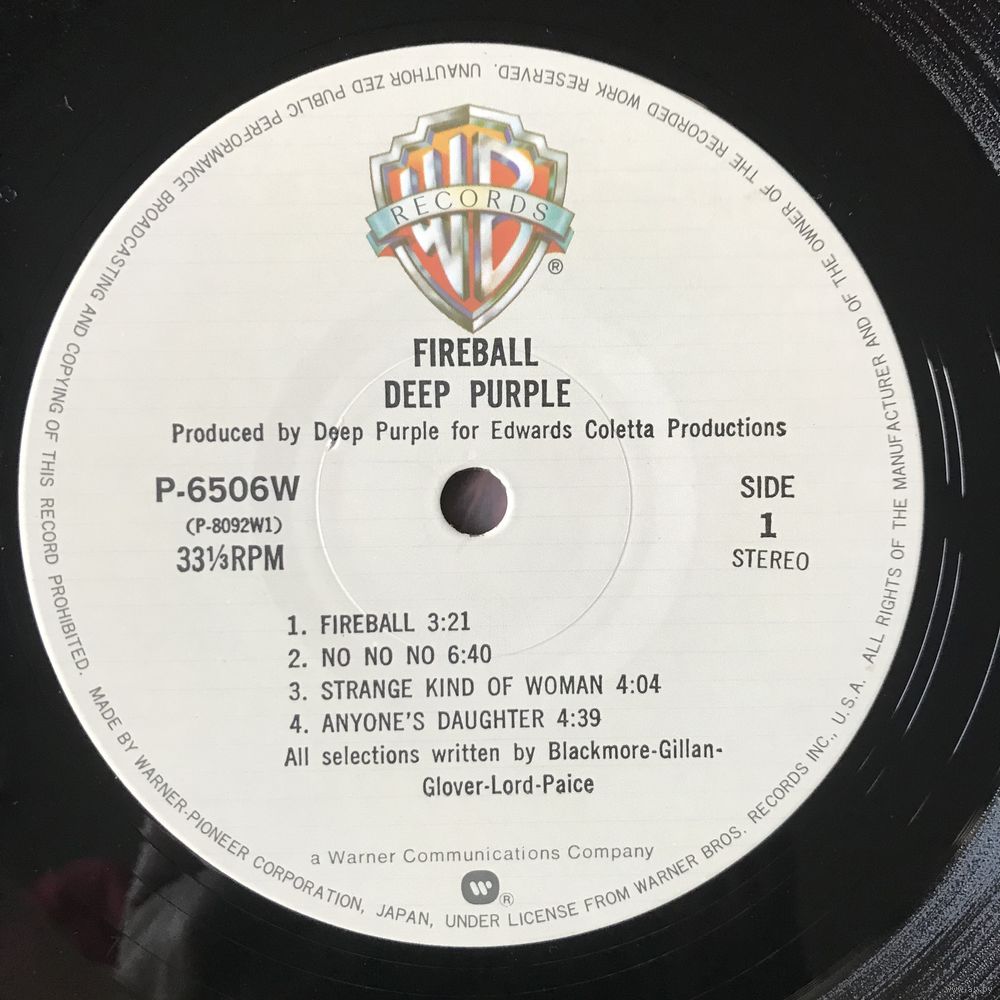 WB
RECORDS
®
FIREBALL
DEEP PURPLE
Produced by Deep Purple for Edwards Coletta Productions
P-6506W
(P-8092W1)
33⅓RPM
SIDE
1
STEREO
1. FIREBALL 3:21
2. NO NO NO 6:40
3. STRANGE KIND OF WOMAN 4:04
4. ANYONE'S DAUGHTER 4:39
All selections written by Blackmore-Gillan-
Glover-Lord-Paice
a Warner Communications Company
®
MADE BY WARNER-PIONEER CORPORATION, JAPAN, UNDER LICENSE FROM WARNER BROS. RECORDS INC., U.S.A. ALL RIGHTS OF THE MANUFACTURER AND OF THE OWNER OF THE RECORDED WORK RESERVED. UNAUTHOR ZED PUBLIC PERFORMANCE BROADCASTING AND COPYING OF THIS RECORD PROHIBITED.